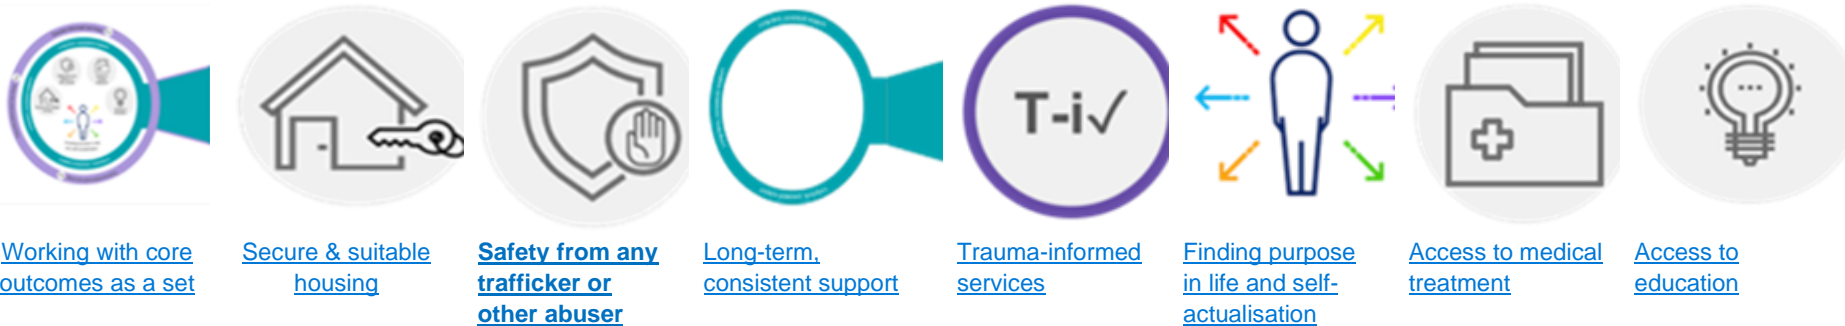 T-i✓
Working with core
outcomes as a set
Secure & suitable
housing
Safety from any
trafficker or
other abuser
Long-term,
consistent support
Trauma-informed
services
Finding purpose
in life and self-
actualisation
Access to medical
treatment
Access to
education